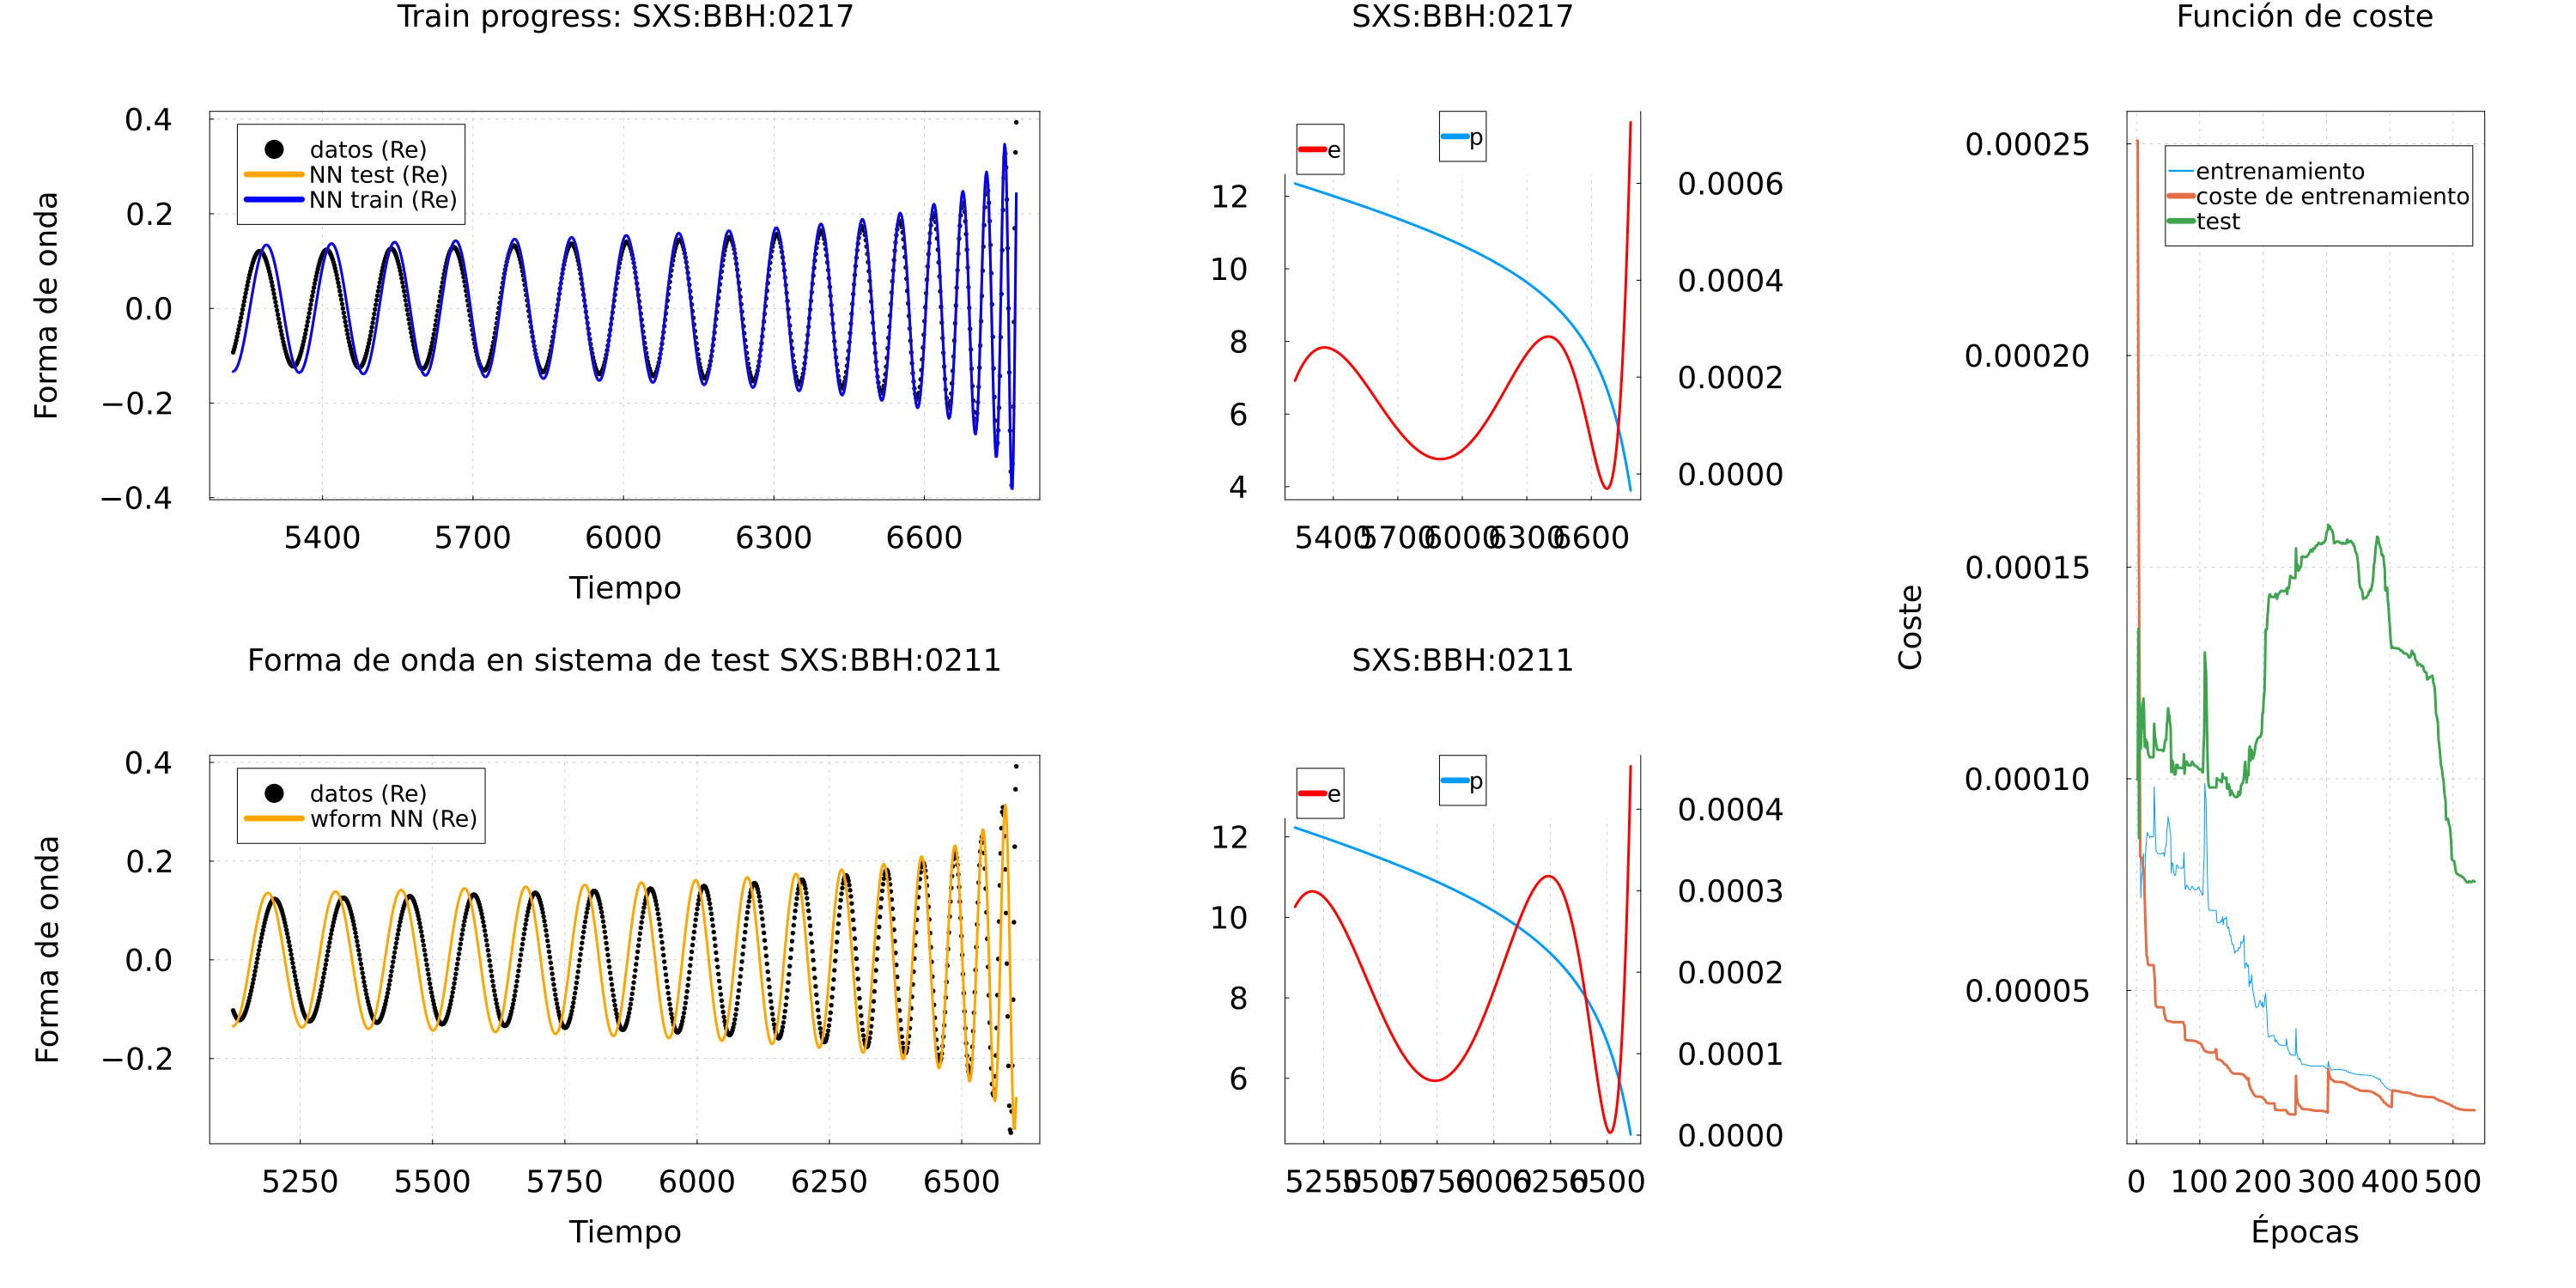 Train progress: SXS:BBH:0217
SXS:BBH:0217
Función de coste
0.4
0.2
0.0
−0.2
−0.4
Forma de onda
datos (Re)
NN test (Re)
NN train (Re)
5400
5700
6000
6300
6600
Tiempo
e
p
12
10
8
6
4
0.0006
0.0004
0.0002
0.0000
5400
5700
6000
6300
6600
Forma de onda en sistema de test SXS:BBH:0211
SXS:BBH:0211
0.4
0.2
0.0
−0.2
Forma de onda
datos (Re)
wform NN (Re)
5250
5500
5750
6000
6250
6500
Tiempo
e
p
12
10
8
6
0.0004
0.0003
0.0002
0.0001
0.0000
5250
5500
5750
6000
6250
6500
0.00025
0.00020
0.00015
0.00010
0.00005
Coste
entrenamiento
coste de entrenamiento
test
0
100
200
300
400
500
Épocas